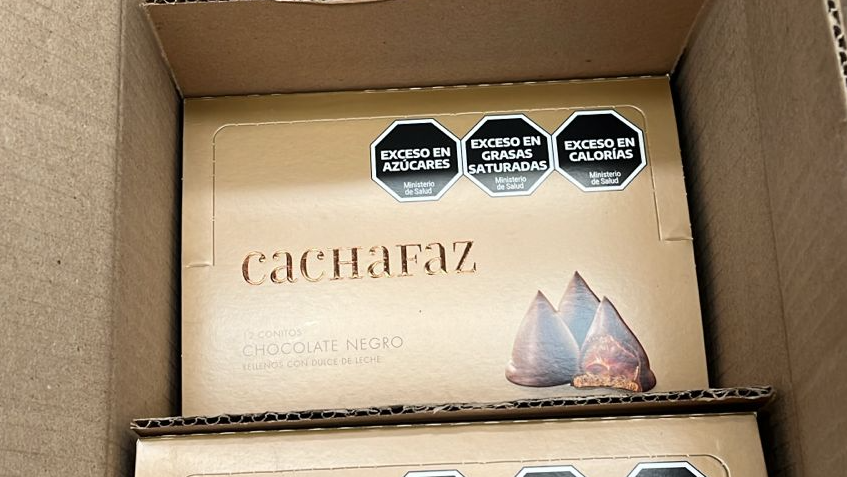 EXCESO EN
AZÚCARES
Ministerio
de Salud
EXCESO EN
GRASAS
SATURADAS
Ministerio
de Salud
EXCESO EN
CALORÍAS
Ministerio
de Salud
CACHAFAZ
12 CONITOS
CHOCOLATE NEGRO
RELLENOS CON DULCE DE LECHE